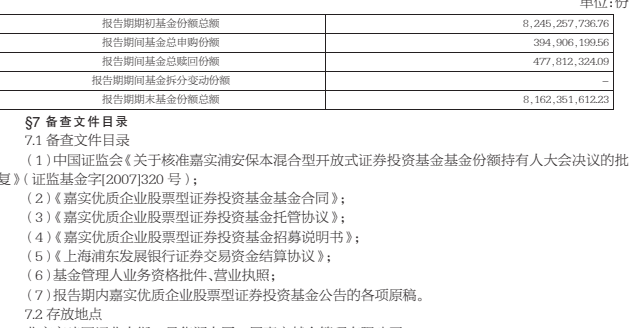 单位:份
报告期期初基金份额总额 8,245,257,736.76
报告期间基金总申购份额 394,906,199.56
报告期间基金总赎回份额 477,812,324.09
报告期期间基金拆分变动份额 –
报告期期末基金份额总额 8,162,351,612.23
§7 备查文件目录
7.1 备查文件目录
(1)中国证监会《关于核准嘉实浦安保本混合型开放式证券投资基金基金份额持有人大会决议的批
复》(证监基金字[2007]320 号);
(2)《嘉实优质企业股票型证券投资基金基金合同》;
(3)《嘉实优质企业股票型证券投资基金托管协议》;
(4)《嘉实优质企业股票型证券投资基金招募说明书》;
(5)《上海浦东发展银行证券交易资金结算协议》;
(6)基金管理人业务资格批件、营业执照;
(7)报告期内嘉实优质企业股票型证券投资基金公告的各项原稿。
7.2 存放地点